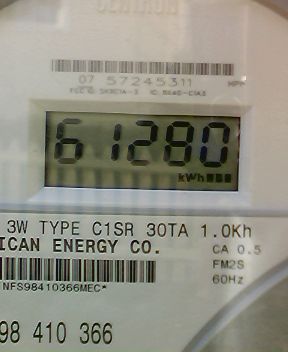 CENTRON
07 57245311
61280
kWh
3W TYPE C1SR 30TA 1.0Kh
ICAN ENERGY CO.
CA 0.5
FM2S
60Hz
NFS98410366MEC*
98 410 366